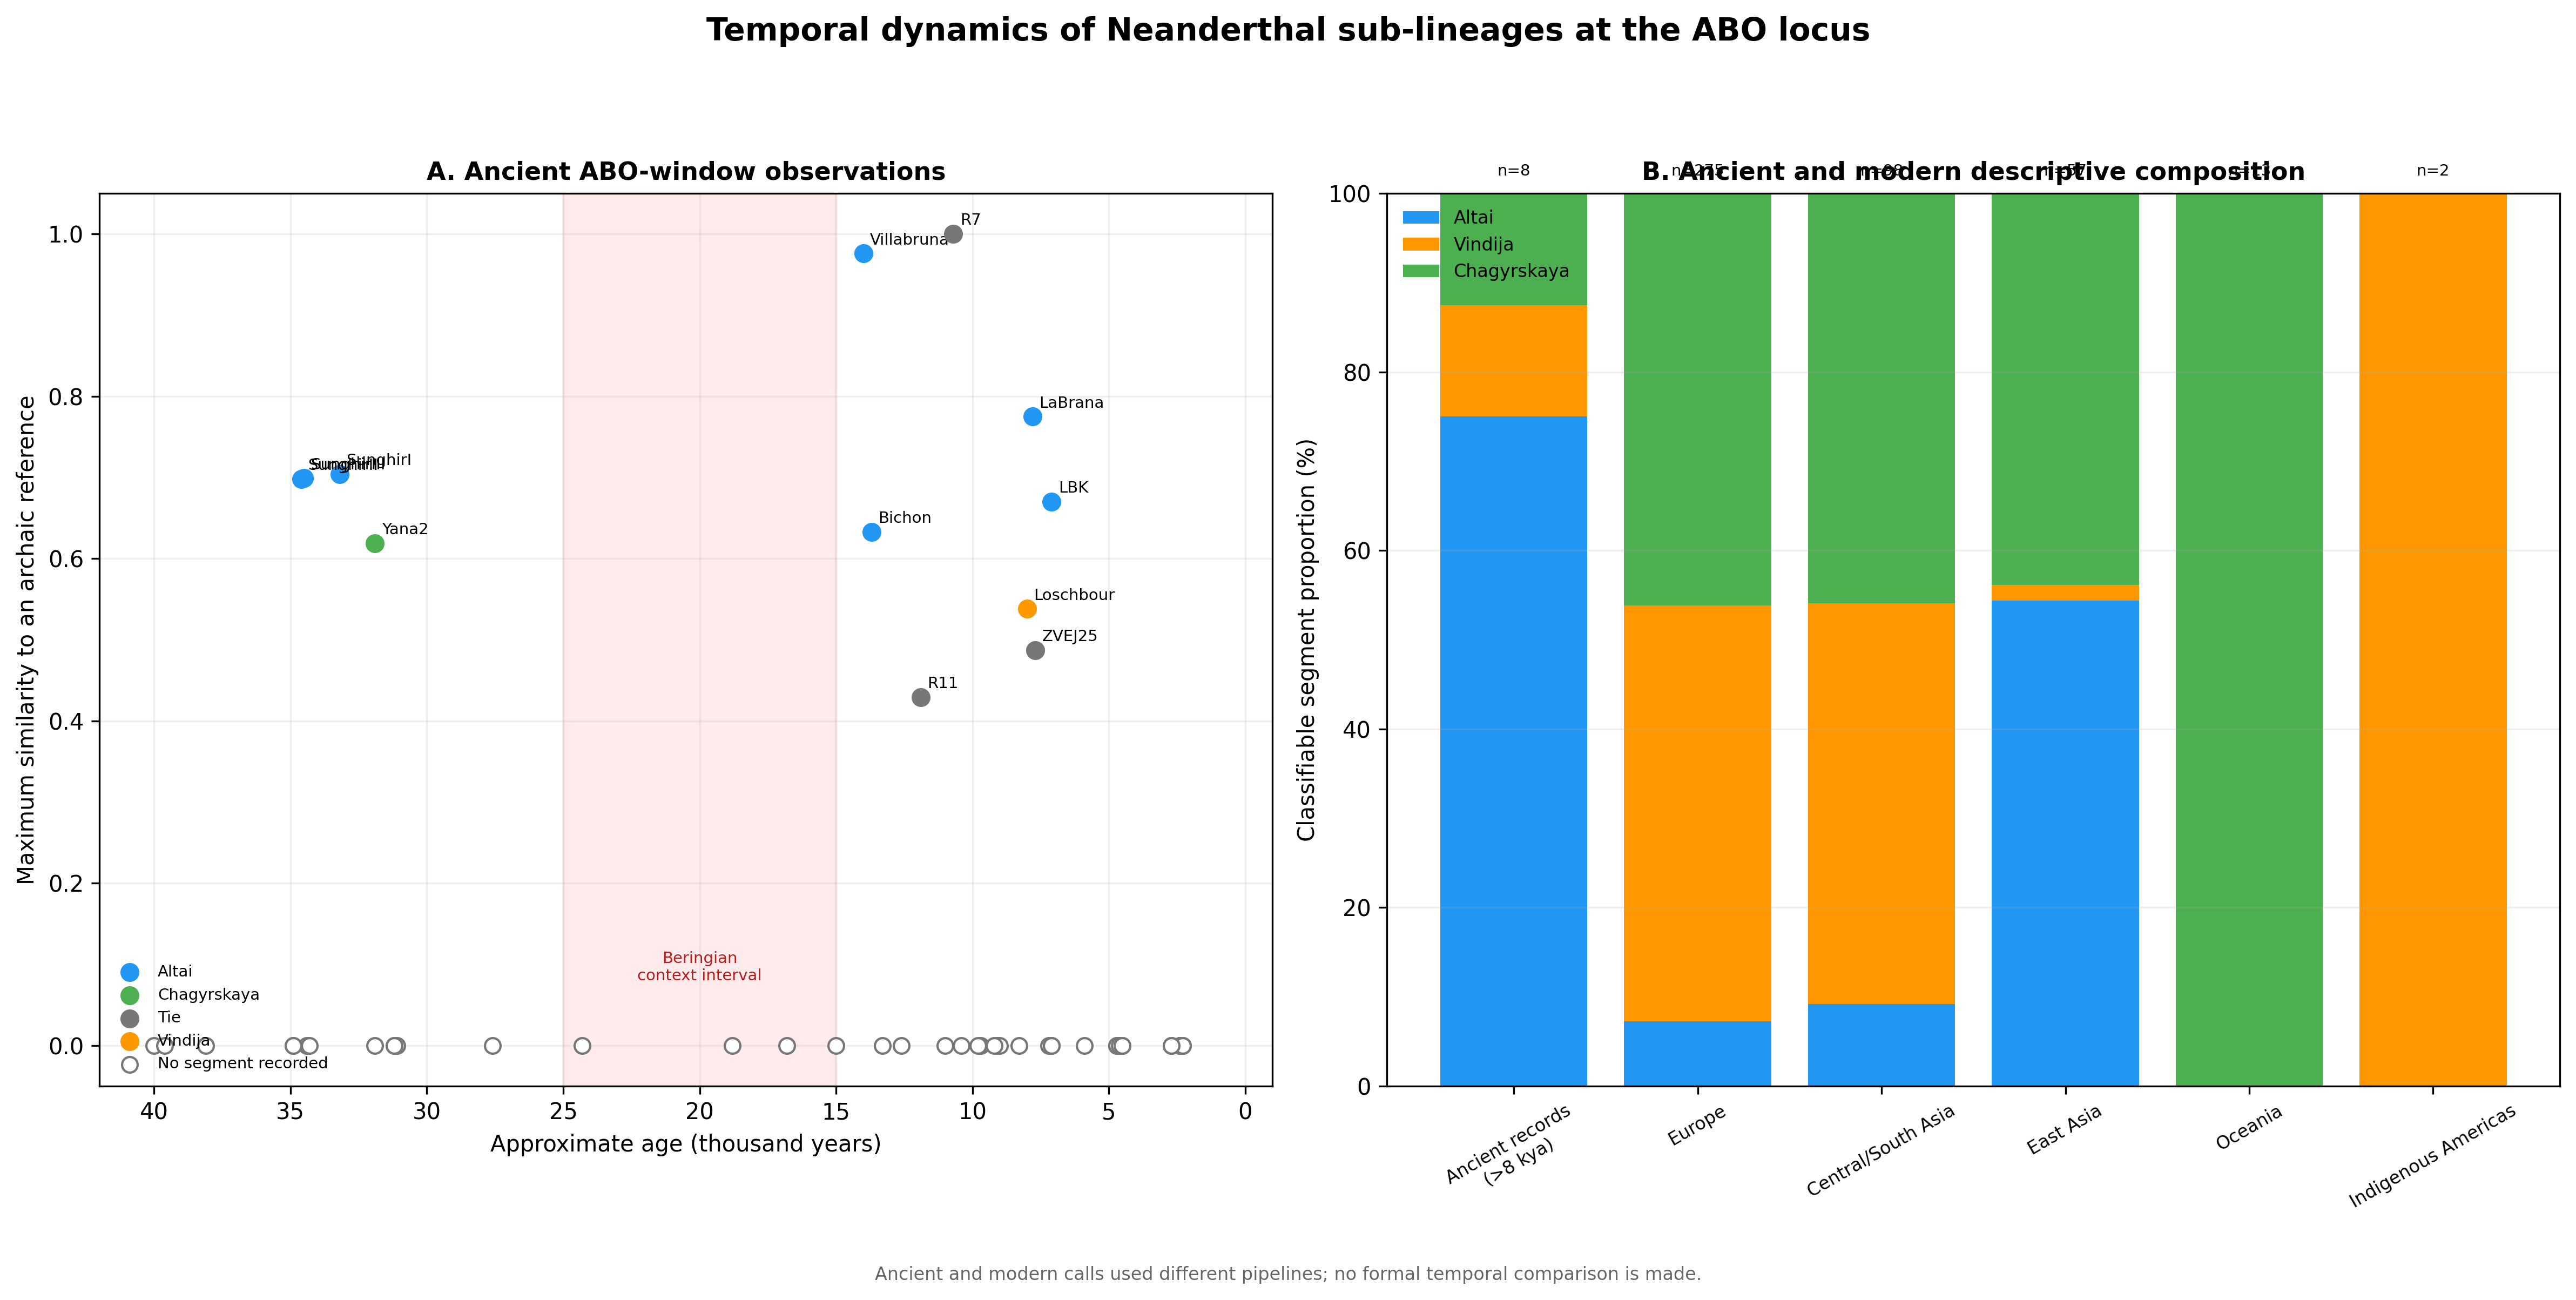 Temporal dynamics of Neanderthal sub-lineages at the ABO locus
A. Ancient ABO-window observations
Maximum similarity to an archaic reference
1.0
0.8
0.6
0.4
0.2
0.0
R7
Villabruna
LaBrana
SunghirI
LBK
Bichon
Yana2
Loschbour
ZVEJ25
R11
Beringian
context interval
Altai
Chagyrskaya
Tie
Vindija
No segment recorded
40
35
30
25
20
15
10
5
0
Approximate age (thousand years)
B. Ancient and modern descriptive composition
n=8
n=275
n=2
Classifiable segment proportion (%)
100
80
60
40
20
0
Altai
Vindija
Chagyrskaya
Ancient records
(>8 kya)
Europe
Central/South Asia
East Asia
Oceania
Indigenous Americas
Ancient and modern calls used different pipelines; no formal temporal comparison is made.